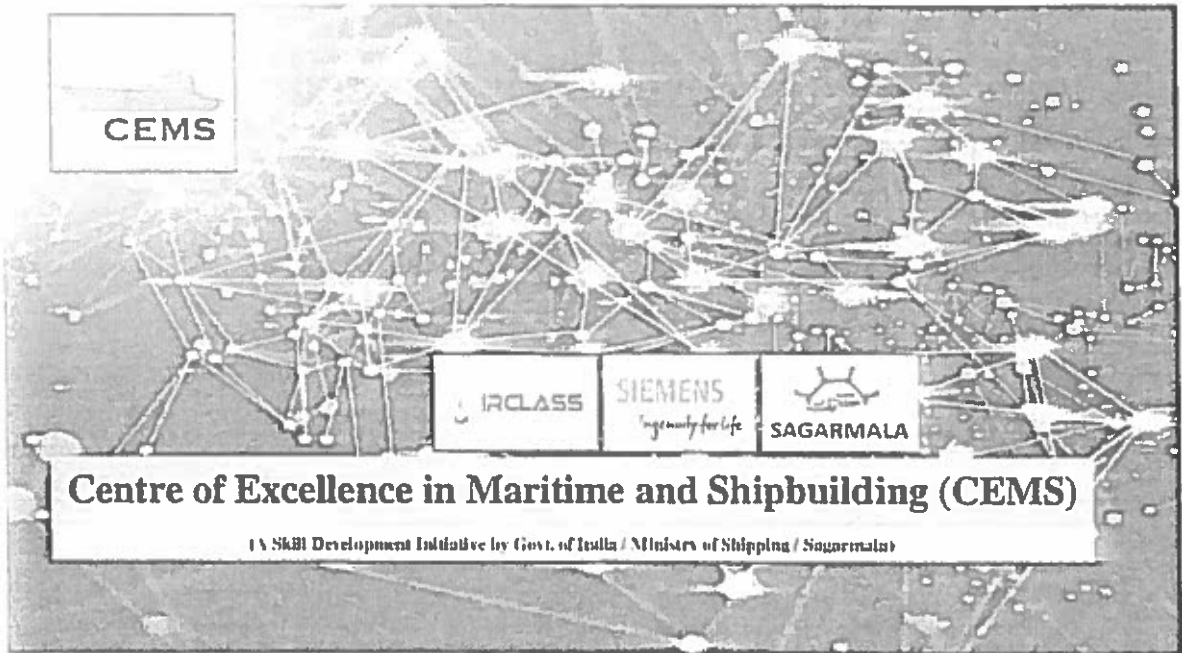 CEMS
IRCLASS
SIEMENS
Ingenuity for life
SAGARMALA
Centre of Excellence in Maritime and Shipbuilding (CEMS)
(A Skill Development Initiative by Govt. of India / Ministry of Shipping / Sagarmala)